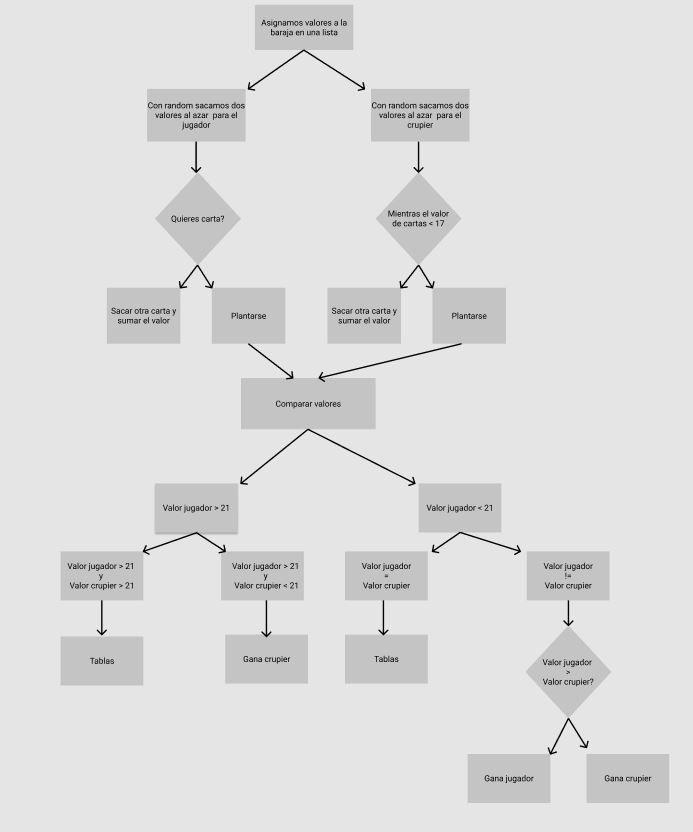 Asignamos valores a la
baraja en una lista
Con random sacamos dos
valores al azar para el
jugador
Con random sacamos dos
valores al azar para el
crupier
Quieres carta?
Mientras el valor
de cartas < 17
Sacar otra carta y
sumar el valor
Plantarse
Sacar otra carta y
sumar el valor
Plantarse
Comparar valores
Valor jugador > 21
Valor jugador < 21
Valor jugador > 21
y
Valor crupier > 21
Valor jugador > 21
y
Valor crupier < 21
Valor jugador
=
Valor crupier
Valor jugador
!=
Valor crupier
Tablas
Gana crupier
Tablas
Valor jugador
>
Valor crupier?
Gana jugador
Gana crupier